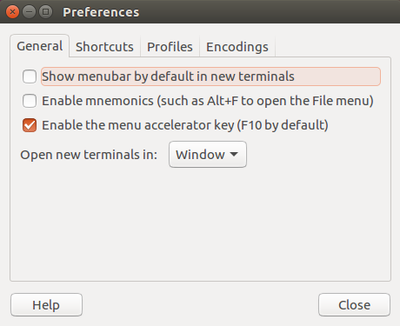 Preferences
General Shortcuts Profiles Encodings
Show menubar by default in new terminals
Enable mnemonics (such as Alt+F to open the File menu)
Enable the menu accelerator key (F10 by default)
Open new terminals in: Window
Help Close